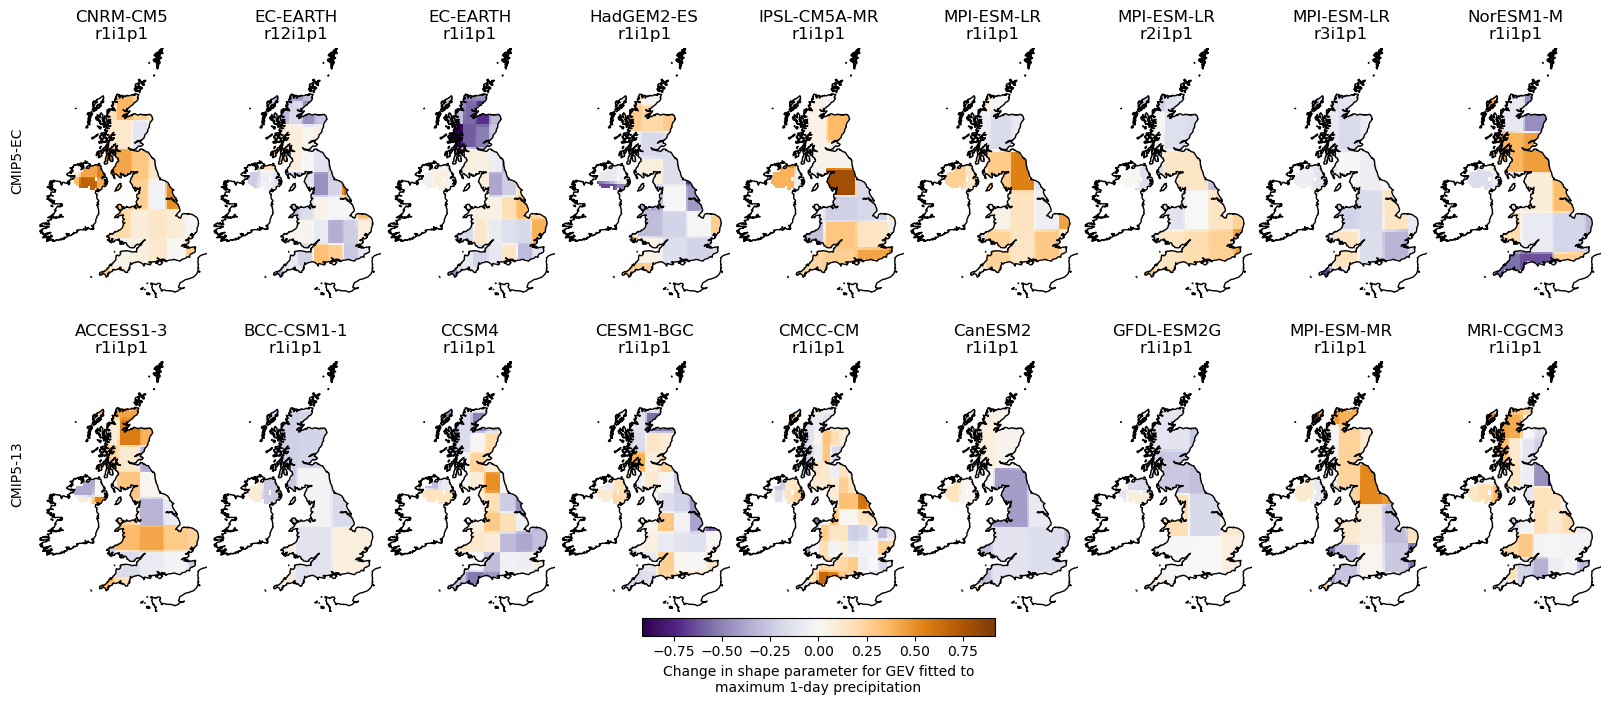 CNRM-CM5
r1i1p1
EC-EARTH
r12i1p1
EC-EARTH
r1i1p1
HadGEM2-ES
r1i1p1
IPSL-CM5A-MR
r1i1p1
MPI-ESM-LR
r1i1p1
MPI-ESM-LR
r2i1p1
MPI-ESM-LR
r3i1p1
NorESM1-M
r1i1p1
CMIP5-EC
ACCESS1-3
r1i1p1
BCC-CSM1-1
r1i1p1
CCSM4
r1i1p1
CESM1-BGC
r1i1p1
CMCC-CM
r1i1p1
CanESM2
r1i1p1
GFDL-ESM2G
r1i1p1
MPI-ESM-MR
r1i1p1
MRI-CGCM3
r1i1p1
CMIP5-13
−0.75 −0.50 −0.25 0.00 0.25 0.50 0.75
Change in shape parameter for GEV fitted to
maximum 1-day precipitation